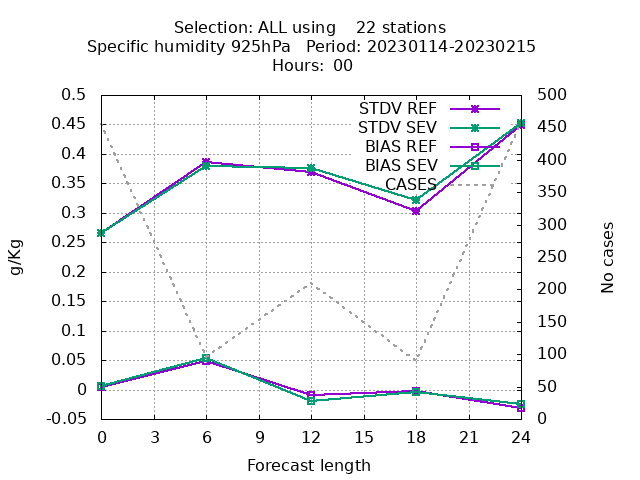 Selection: ALL using    22 stations
Specific humidity 925hPa   Period: 20230114-20230215
Hours:  00
0.5
0.45
0.4
0.35
0.3
0.25
0.2
0.15
0.1
0.05
0
-0.05
g/Kg
STDV REF
STDV SEV
BIAS REF
BIAS SEV
CASES
500
450
400
350
300
250
200
150
100
50
0
No cases
0 3 6 9 12 15 18 21 24
Forecast length